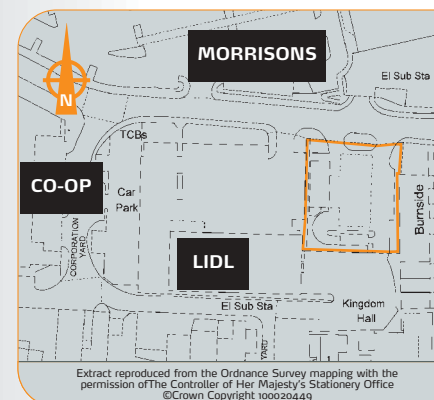 MORRISONS
El Sub Sta
N
TCBs
CO-OP
Car
Park
Burnside
CORPORATION
YARD
LIDL
El Sub Sta
Kingdom
Hall
YARD
Extract reproduced from the Ordnance Survey mapping with the
permission ofThe Controller of Her Majesty's Stationery Office
©Crown Copyright 100020449